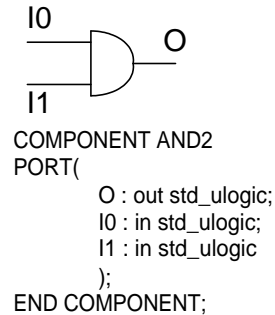 I0
O
I1
COMPONENT AND2
PORT(
O : out std_ulogic;
I0 : in std_ulogic;
I1 : in std_ulogic
);
END COMPONENT;